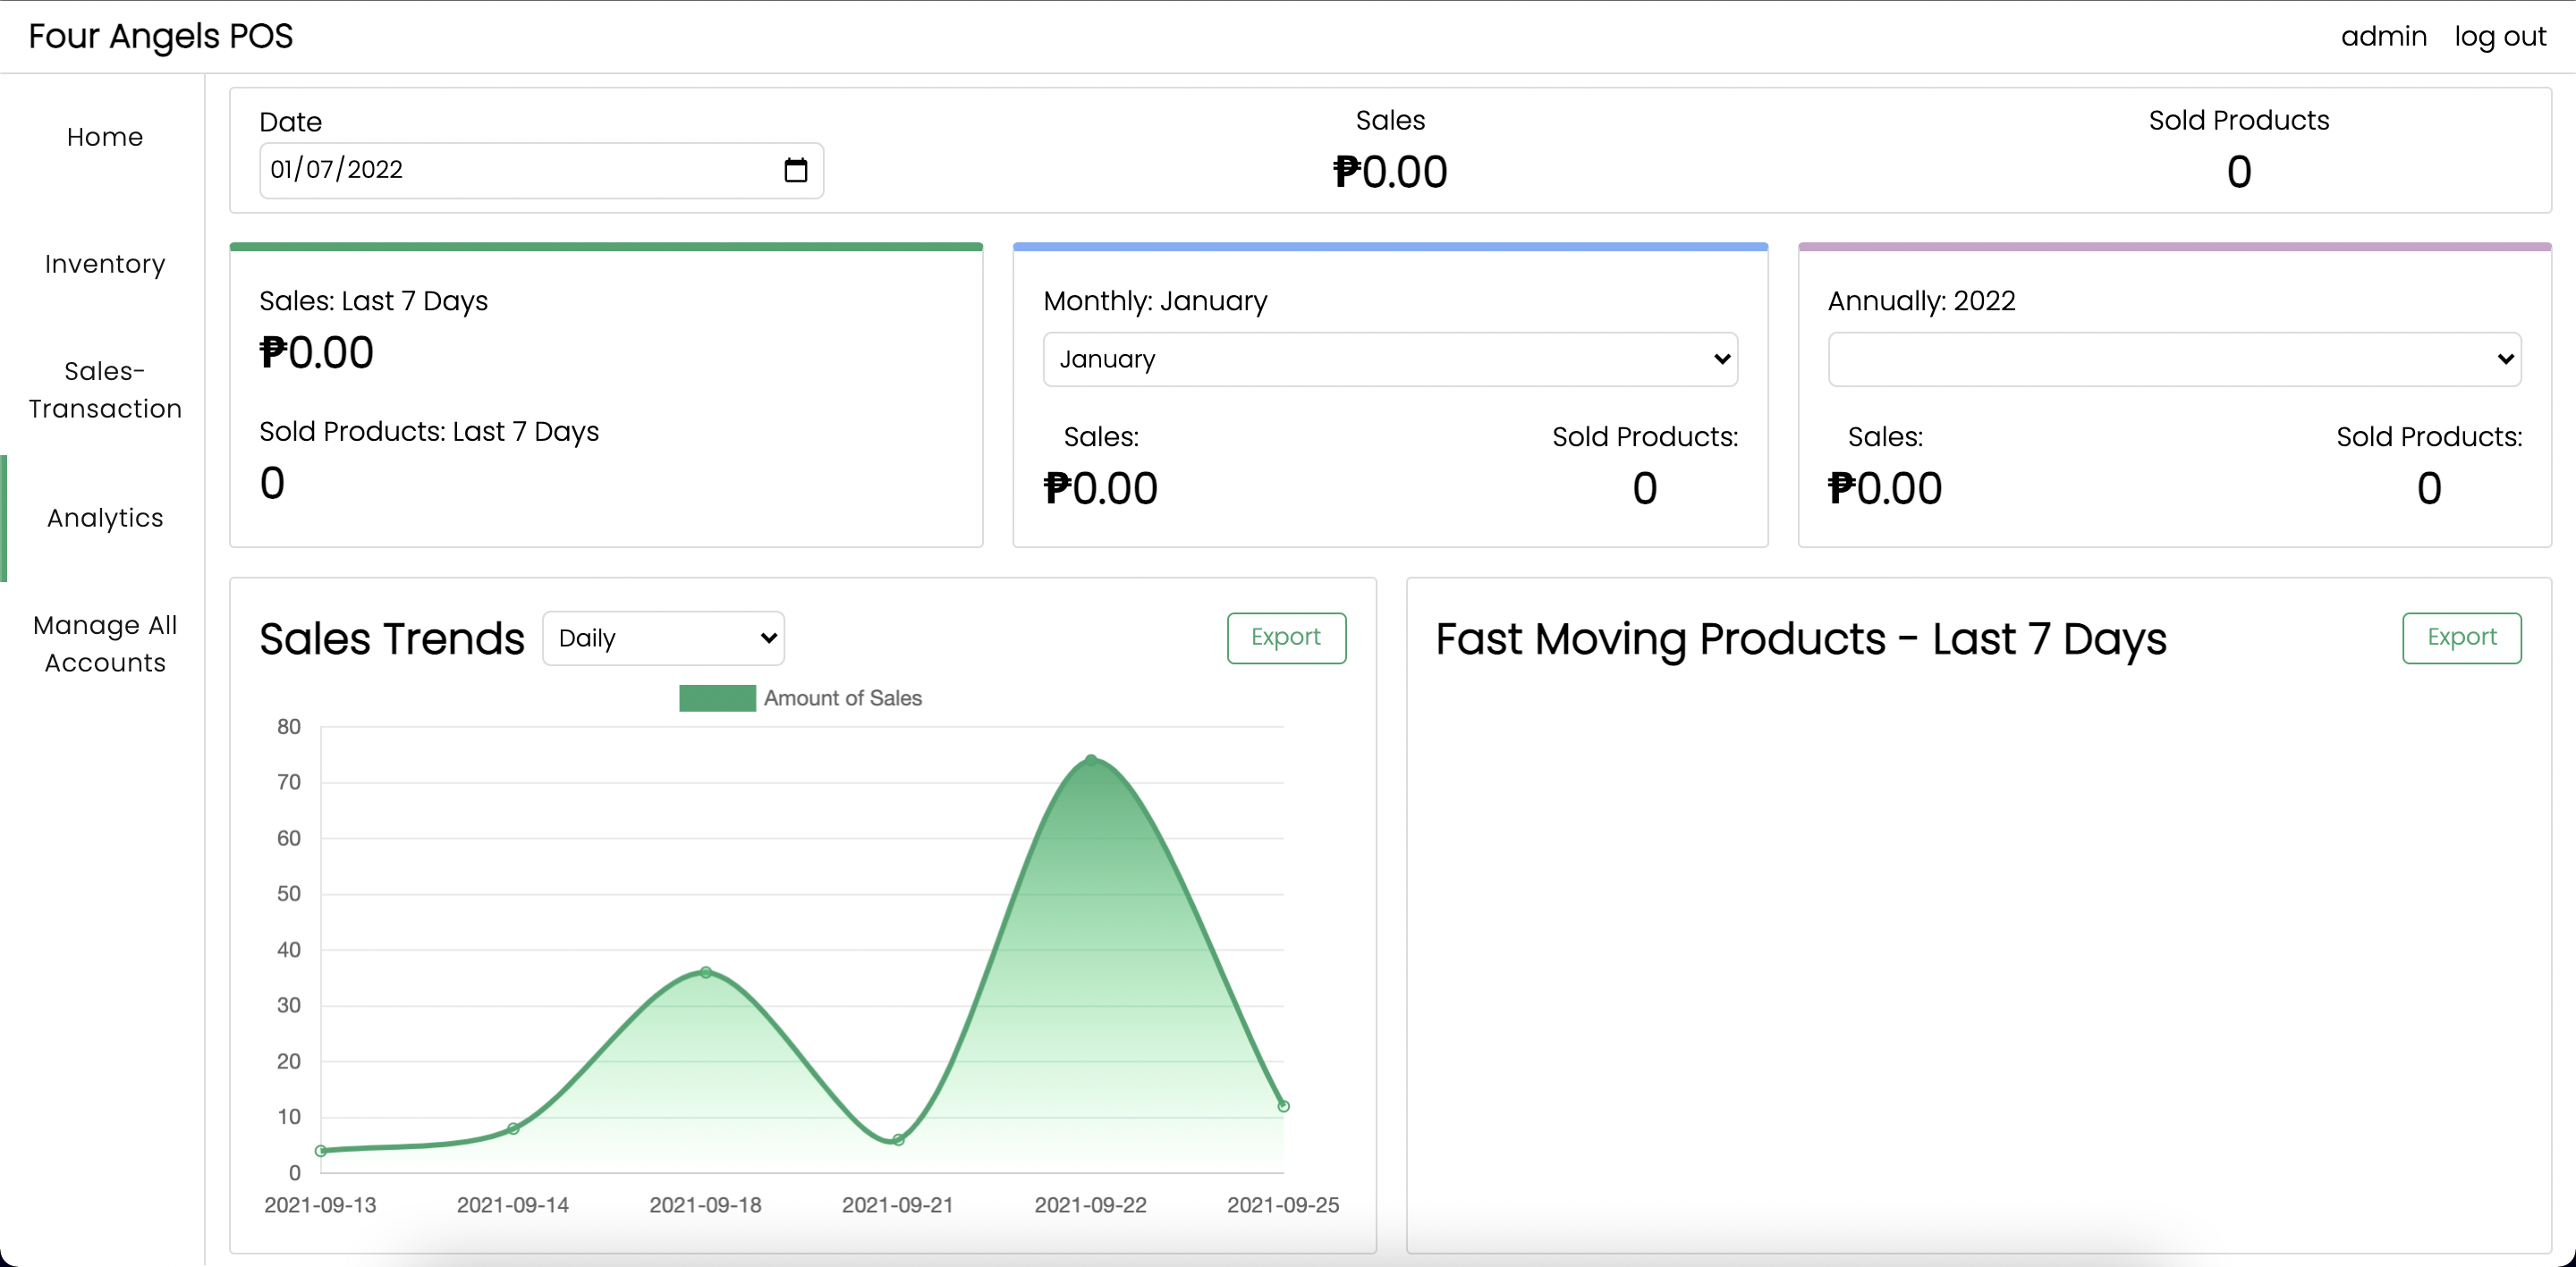 Four Angels POS
admin
log out
Home
Inventory
Sales-
Transaction
Analytics
Manage All
Accounts
Date
01/07/2022
Sales
₱0.00
Sold Products
0
Sales: Last 7 Days
₱0.00
Sold Products: Last 7 Days
0
Monthly: January
January
Sales:
₱0.00
Sold Products:
0
Annually: 2022
Sales:
₱0.00
Sold Products:
0
Sales Trends
Daily
Export
Amount of Sales
80
70
60
50
40
30
20
10
0
2021-09-13
2021-09-14
2021-09-18
2021-09-21
2021-09-22
2021-09-25
Fast Moving Products - Last 7 Days
Export